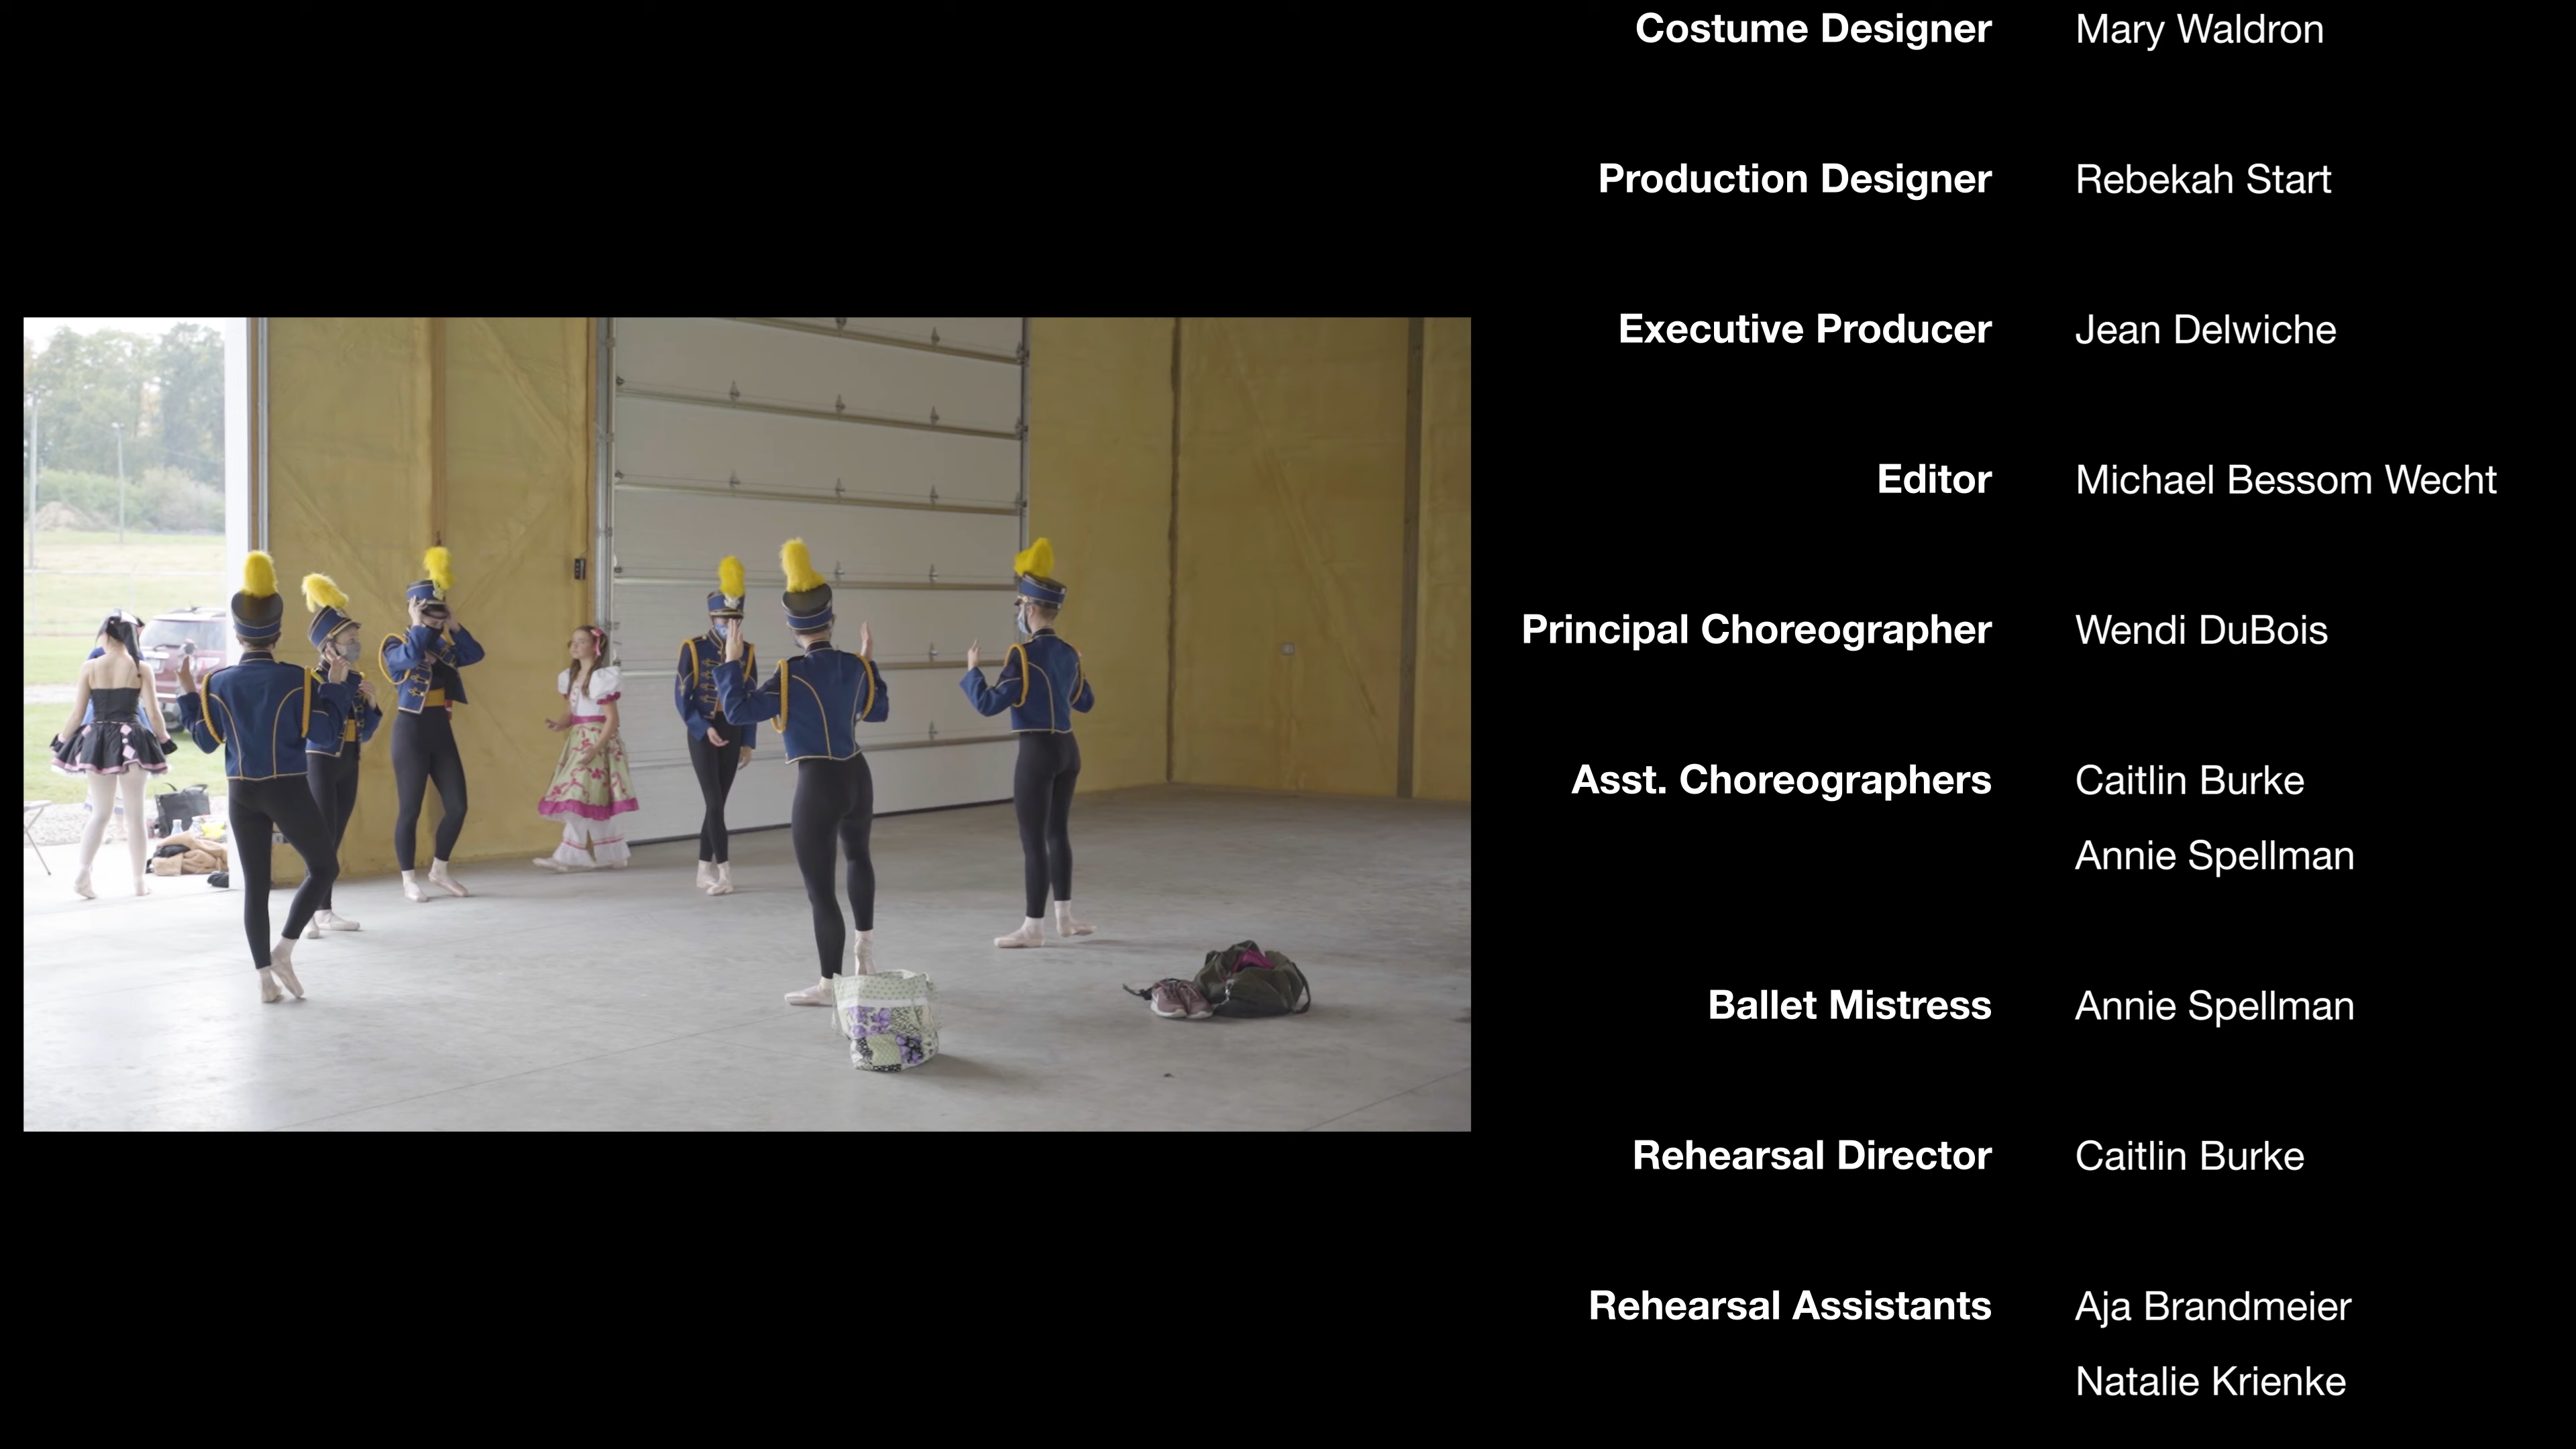 Costume Designer Mary Waldron
Production Designer Rebekah Start
Executive Producer Jean Delwiche
Editor Michael Bessom Wecht
Principal Choreographer Wendi DuBois
Asst. Choreographers Caitlin Burke
Annie Spellman
Ballet Mistress Annie Spellman
Rehearsal Director Caitlin Burke
Rehearsal Assistants Aja Brandmeier
Natalie Krienke